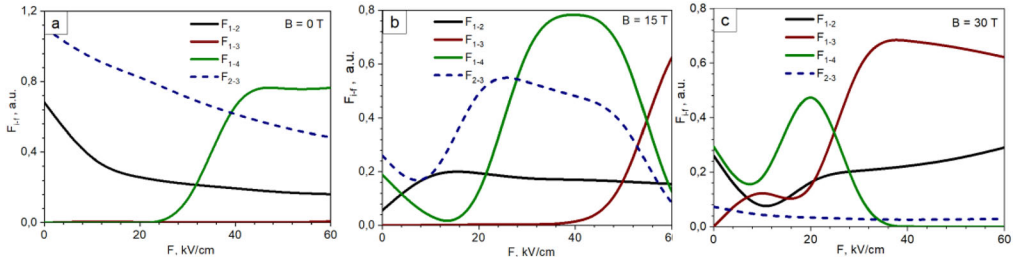 a
B = 0 T
F1-2
F1-3
F1-4
F2-3
1,2
0,8
0,4
0,0
Fi-f, a.u.
0
20
40
60
F, kV/cm
b
B = 15 T
F1-2
F1-3
F1-4
F2-3
0,8
0,6
0,4
0,2
0,0
Fi-f, a.u.
0
20
40
60
F, kV/cm
c
B = 30 T
F1-2
F1-3
F1-4
F2-3
0,8
0,6
0,4
0,2
0,0
Fi-f, a.u.
0
20
40
60
F, kV/cm